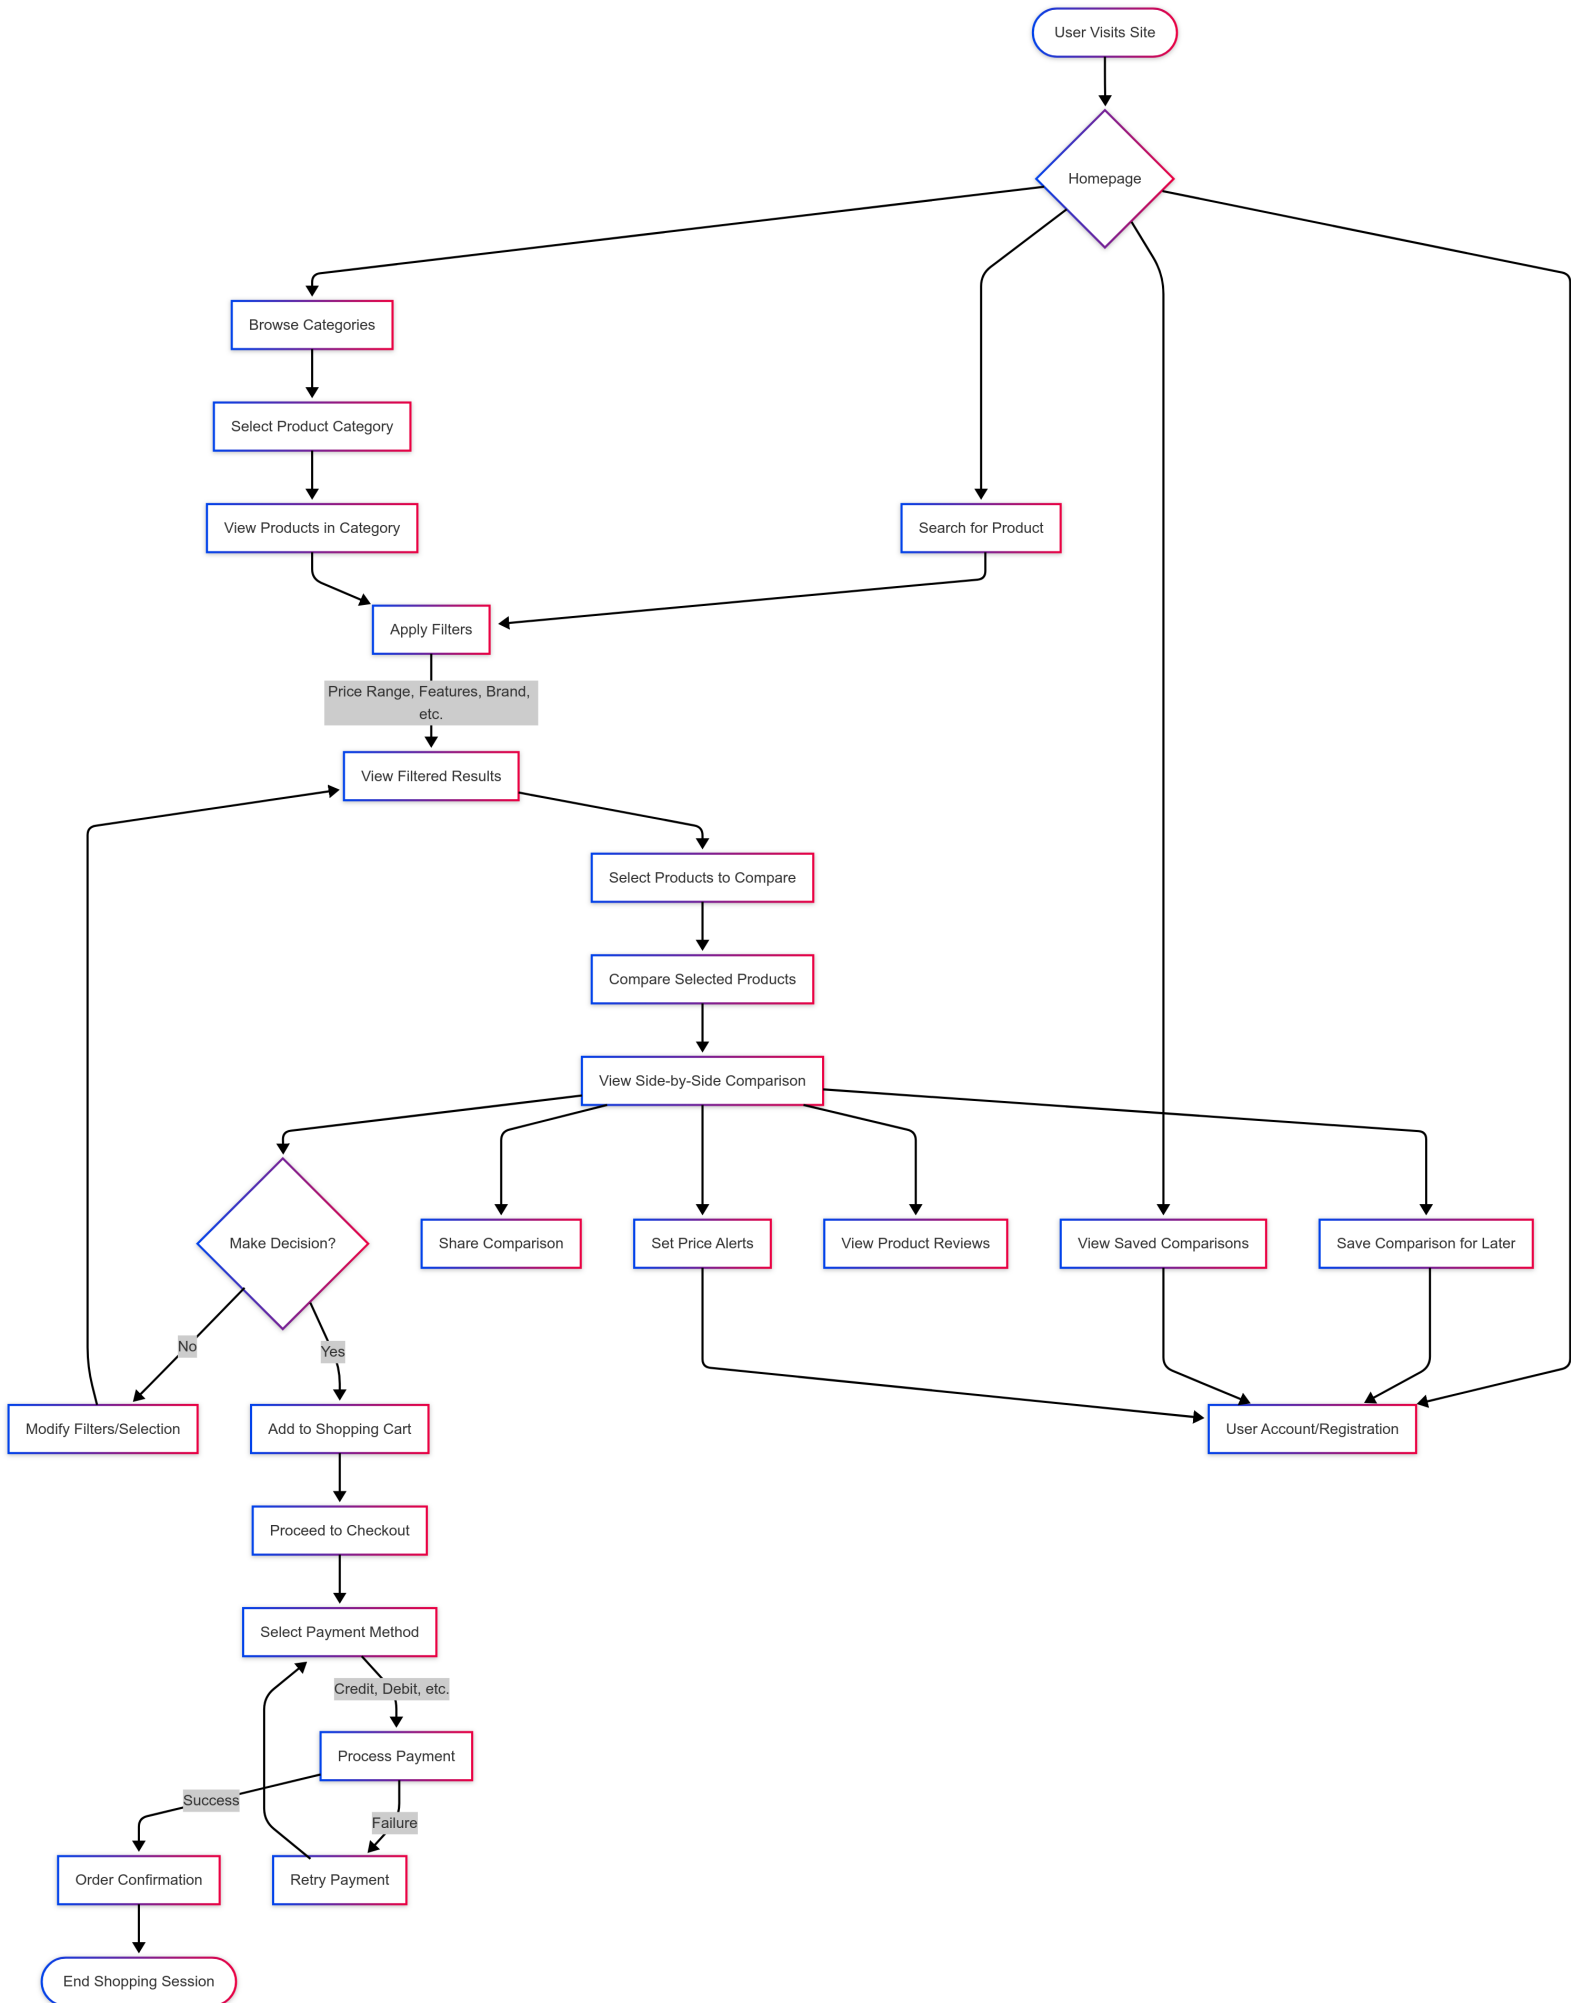 User Visits Site
Homepage
Browse Categories
Select Product Category
View Products in Category
Search for Product
Apply Filters
Price Range, Features, Brand,
etc.
View Filtered Results
Select Products to Compare
Compare Selected Products
View Side-by-Side Comparison
Make Decision?
Share Comparison
Set Price Alerts
View Product Reviews
View Saved Comparisons
Save Comparison for Later
No
Yes
Modify Filters/Selection
Add to Shopping Cart
User Account/Registration
Proceed to Checkout
Select Payment Method
Credit, Debit, etc.
Process Payment
Success
Failure
Order Confirmation
Retry Payment
End Shopping Session